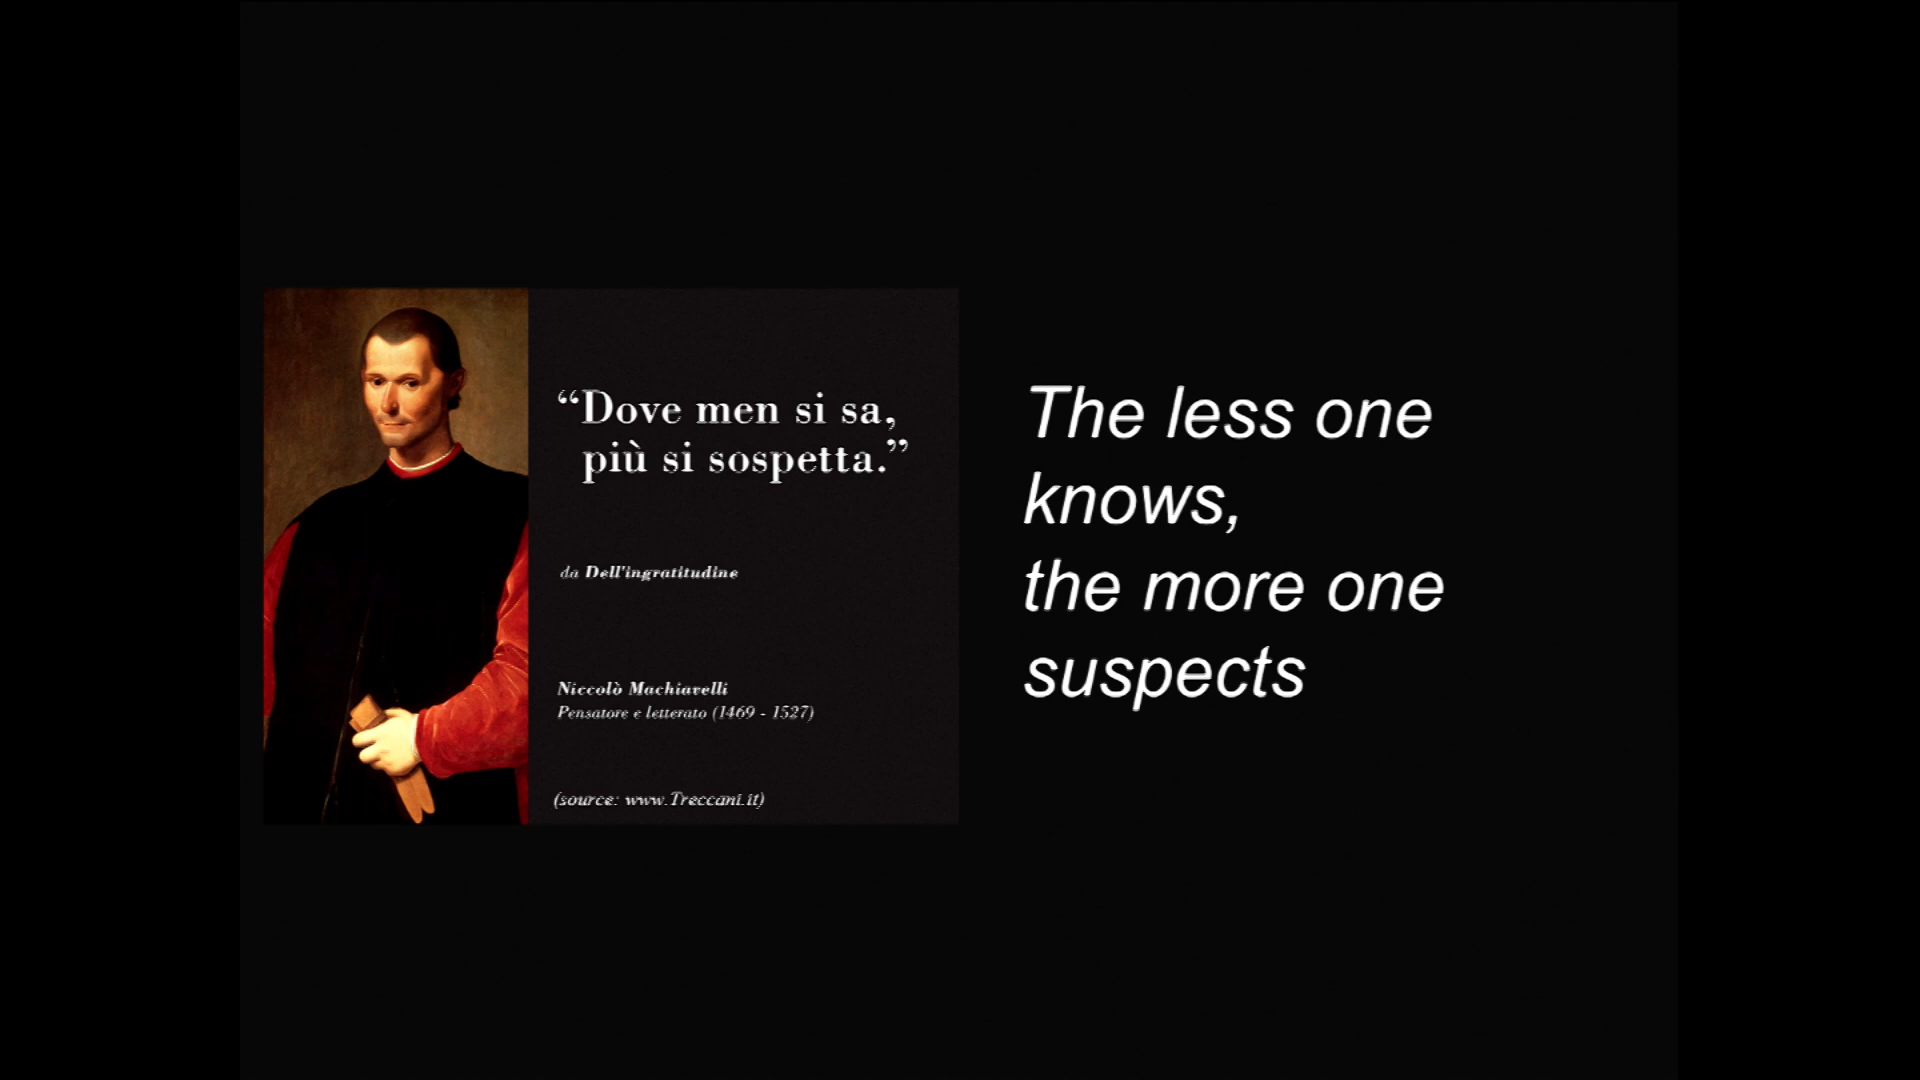 “Dove men si sa,
più si sospetta.”
da Dell'ingratitudine
Niccolò Machiavelli
Pensatore e letterato (1469 - 1527)
(source: www.Treccani.it)
The less one
knows,
the more one
suspects